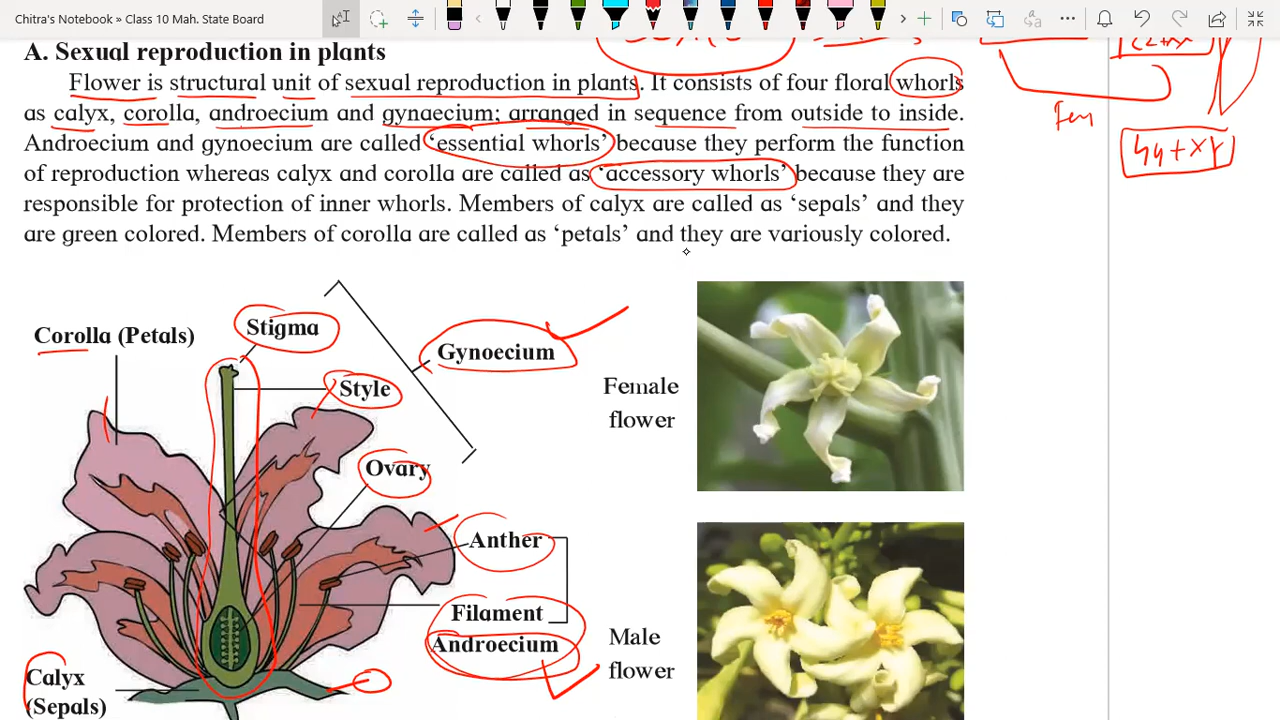 Chitra's Notebook » Class 10 Mah. State Board
A. Sexual reproduction in plants
Flower is structural unit of sexual reproduction in plants. It consists of four floral whorls
as calyx, corolla, androecium and gynaecium; arranged in sequence from outside to inside.
Androecium and gynoecium are called 'essential whorls' because they perform the function
of reproduction whereas calyx and corolla are called as 'accessory whorls' because they are
responsible for protection of inner whorls. Members of calyx are called as 'sepals' and they
are green colored. Members of corolla are called as 'petals' and they are variously colored.
Fem
44+XY
Corolla (Petals)
Stigma
Gynoecium
Style
Ovary
Anther
Filament
Androecium
Calyx
(Sepals)
Female
flower
Male
flower